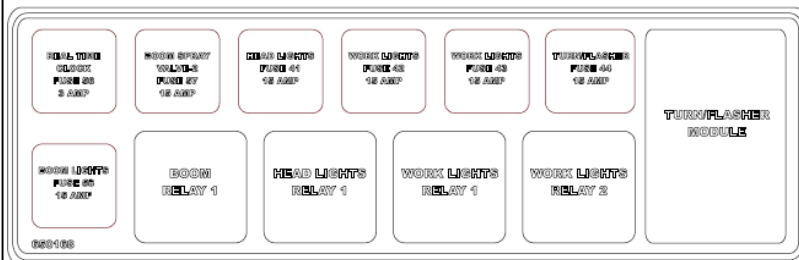 REAL TIME
CLOCK
FUSE 56
3 AMP
BOOM SPRAY
VALVE-2
FUSE 57
15 AMP
HEAD LIGHTS
FUSE 41
15 AMP
WORK LIGHTS
FUSE 42
15 AMP
WORK LIGHTS
FUSE 43
15 AMP
TURN/FLASHER
FUSE 44
15 AMP
TURN/FLASHER
MODULE
BOOM LIGHTS
FUSE
15 AMP
BOOM
RELAY 1
HEAD LIGHTS
RELAY 1
WORK LIGHTS
RELAY 1
WORK LIGHTS
RELAY 2
650168